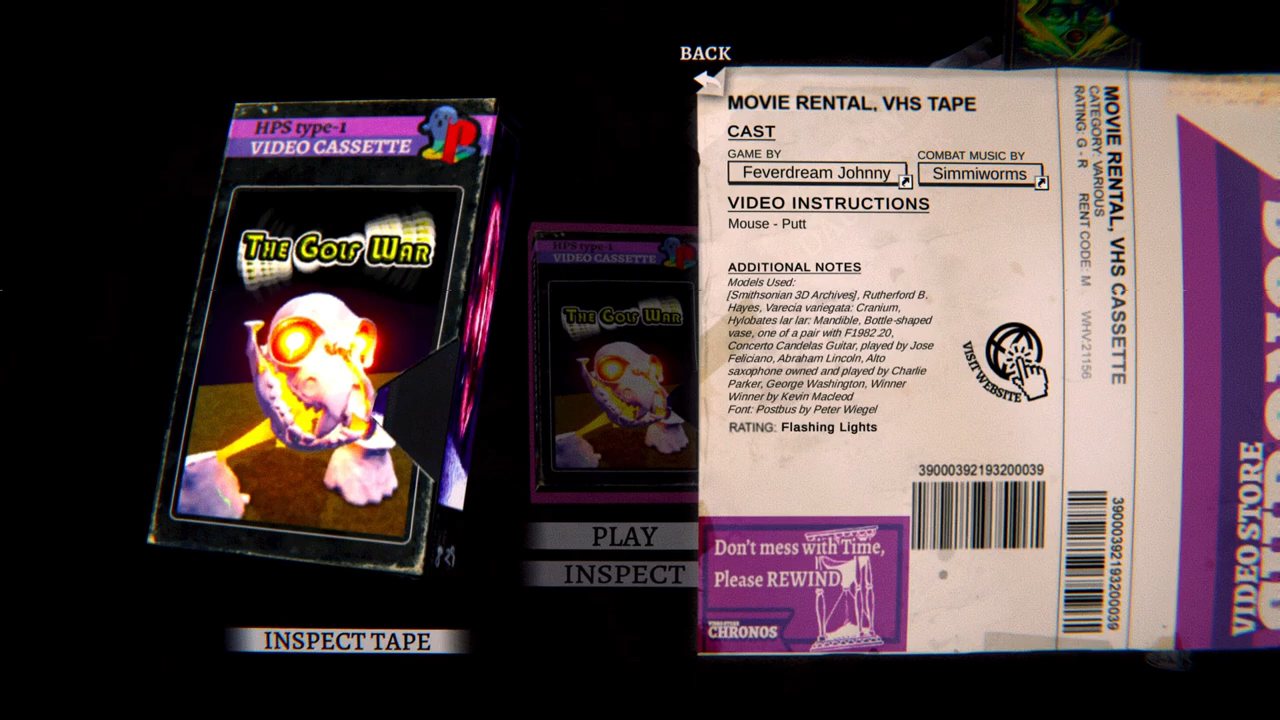 BACK
HPS type-1
VIDEO CASSETTE
THE GOLF WAR
INSPECT TAPE
HPS type-1
VIDEO CASSETTE
THE GOLF WAR
PLAY
INSPECT
MOVIE RENTAL, VHS TAPE
CAST
GAME BY
Feverdream Johnny
COMBAT MUSIC BY
Simmiworms
VIDEO INSTRUCTIONS
Mouse - Putt
ADDITIONAL NOTES
Models Used:
[Smithsonian 3D Archives], Rutherford B.
Hayes, Varecia variegata: Cranium,
Hylobates lar lar: Mandible, Bottle-shaped
vase, one of a pair with F1982.20,
Concerto Candelas Guitar, played by Jose
Feliciano, Abraham Lincoln, Alto
saxophone owned and played by Charlie
Parker, George Washington, Winner
Winner by Kevin Macleod
Font: Postbus by Peter Wiegel
RATING: Flashing Lights
VISIT WEBSITE
39000392193200039
Don't mess with Time,
Please REWIND
CHRONOS
MOVIE RENTAL, VHS CASSETTE
CATEGORY: VARIOUS
RATING: G - R RENT CODE: M WHV:21156
39000392193200039
VIDEO STORE